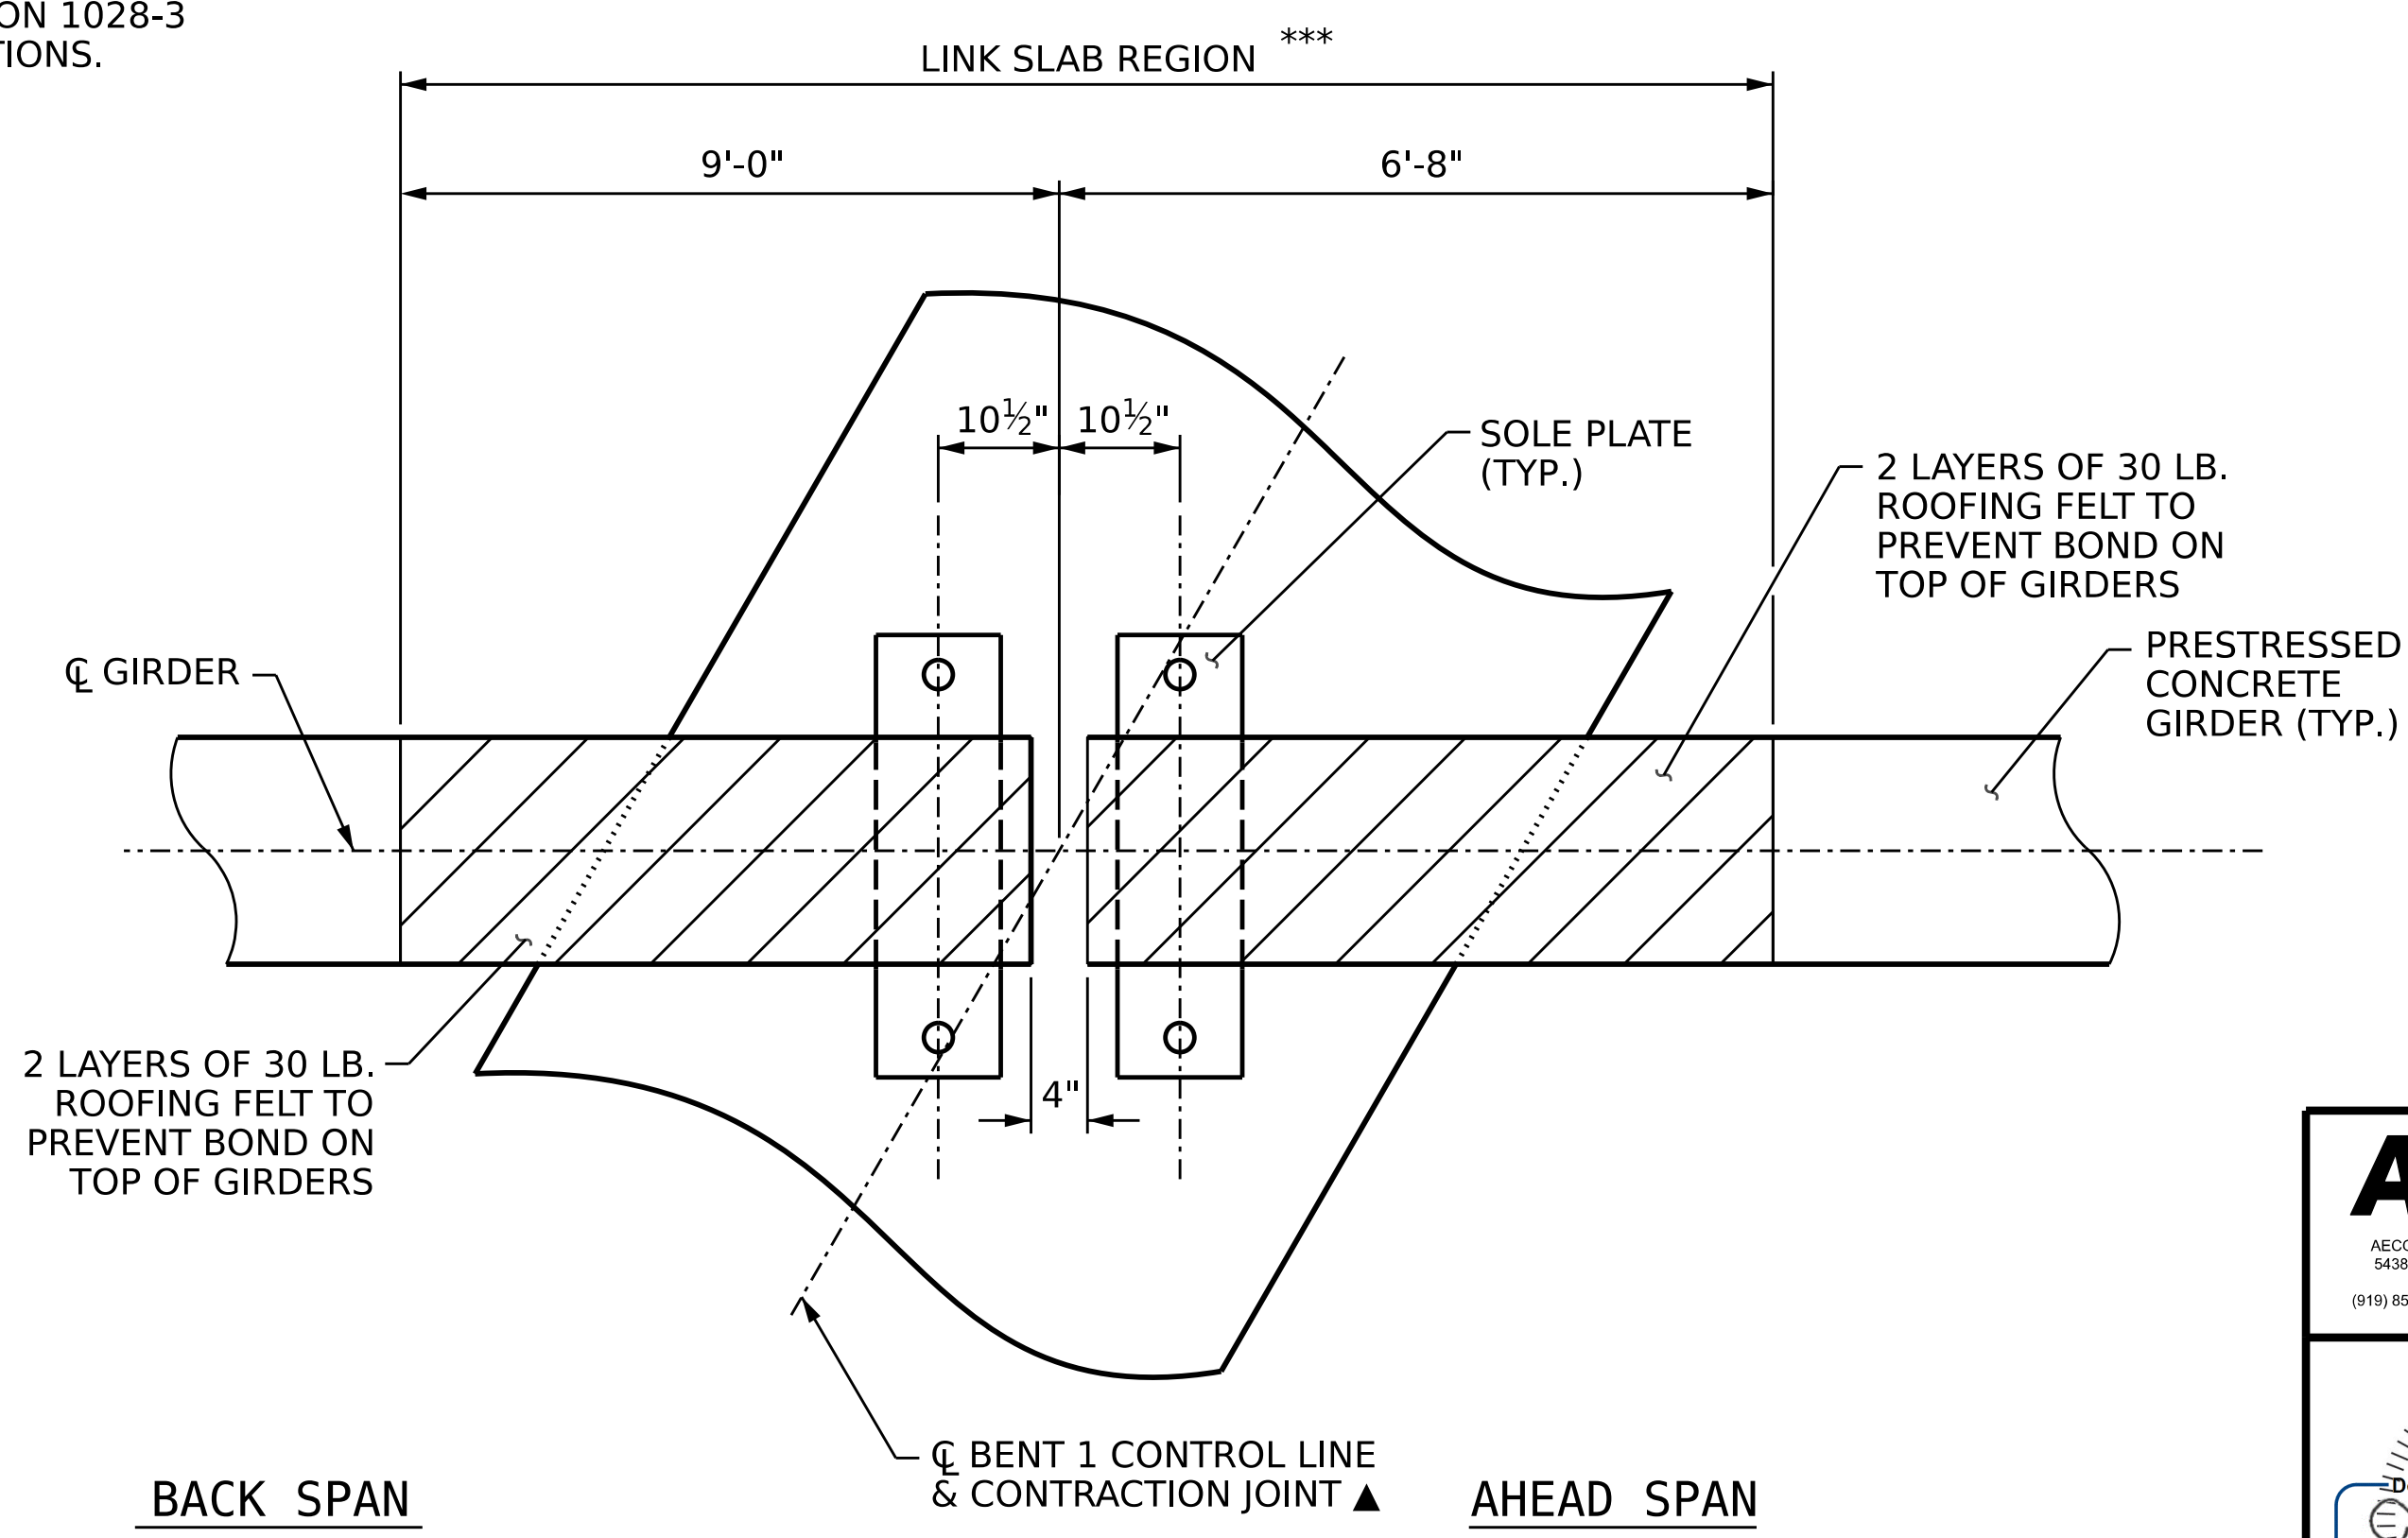 ON 1028-3
TIONS.
LINK SLAB REGION ***
9'-0"
6'-8"
10½"
10½"
SOLE PLATE
(TYP.)
2 LAYERS OF 30 LB.
ROOFING FELT TO
PREVENT BOND ON
TOP OF GIRDERS
℄ GIRDER
PRESTRESSED
CONCRETE
GIRDER (TYP.)
2 LAYERS OF 30 LB.
ROOFING FELT TO
PREVENT BOND ON
TOP OF GIRDERS
4"
℄ BENT 1 CONTROL LINE
& CONTRACTION JOINT ▲
BACK SPAN
AHEAD SPAN
A
AECO
5438
(919) 85
D